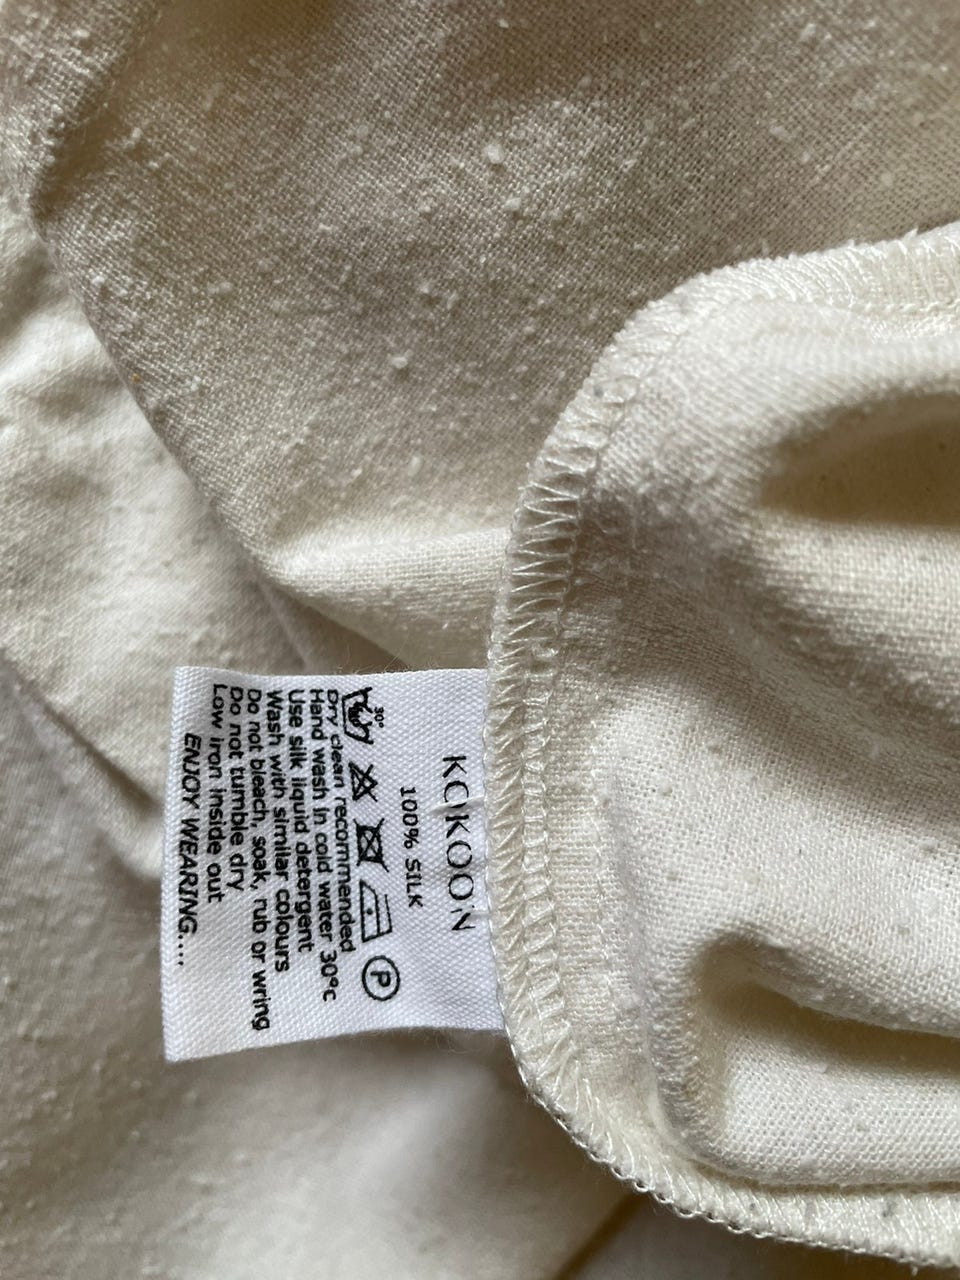 KOKOON
100% SILK
30°
P
Dry clean recommended
Hand wash in cold water 30°c
Use silk liquid detergent
Wash with similar colours
Do not bleach, soak, rub or wring
Do not tumble dry
Low iron inside out
ENJOY WEARING...